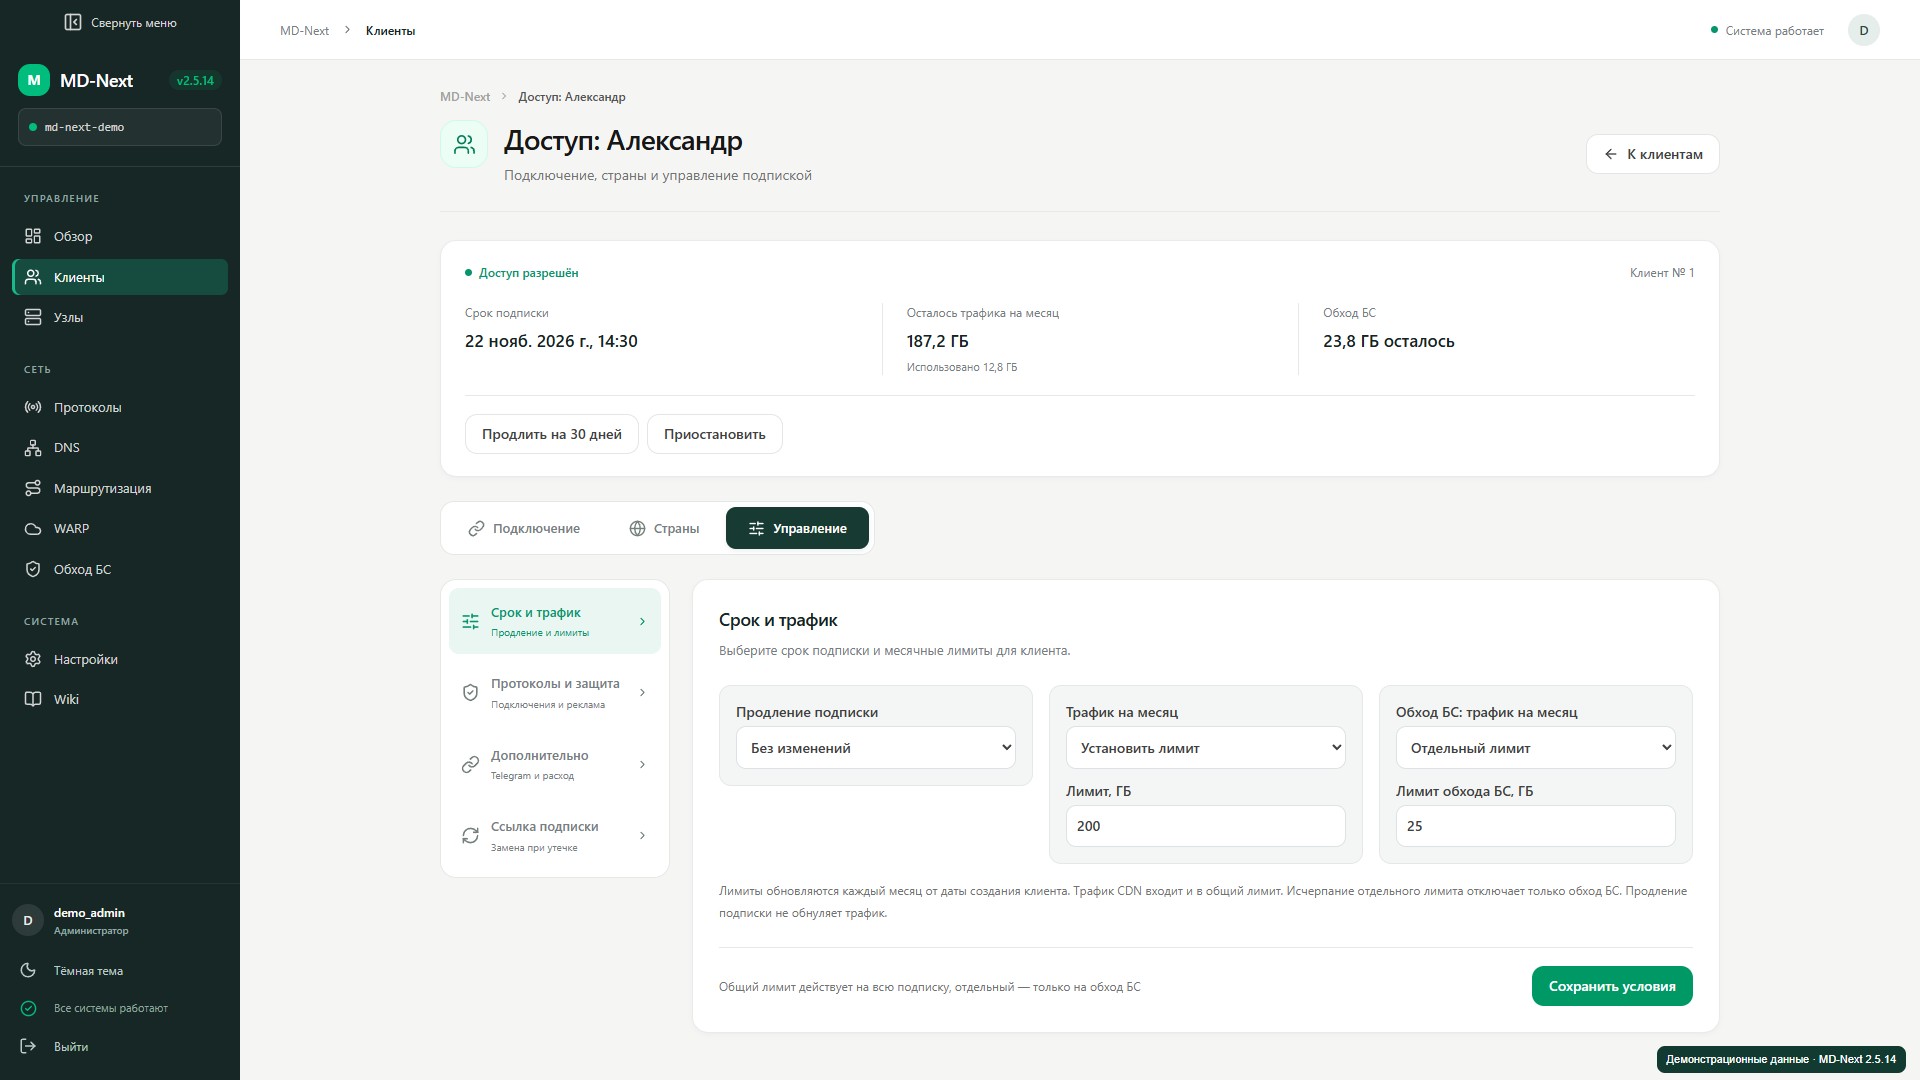 Свернуть меню
M
MD-Next
v2.5.14
md-next-demo
УПРАВЛЕНИЕ
Обзор
Клиенты
Узлы
СЕТЬ
Протоколы
DNS
Маршрутизация
WARP
Обход БС
СИСТЕМА
Настройки
Wiki
D
demo_admin
Администратор
Тёмная тема
Все системы работают
Выйти
MD-Next
Клиенты
Система работает
D
MD-Next
Доступ: Александр
Доступ: Александр
Подключение, страны и управление подпиской
К клиентам
Доступ разрешён
Клиент № 1
Срок подписки
22 нояб. 2026 г., 14:30
Осталось трафика на месяц
187,2 ГБ
Использовано 12,8 ГБ
Обход БС
23,8 ГБ осталось
Продлить на 30 дней
Приостановить
Подключение
Страны
Управление
Срок и трафик
Продление и лимиты
Протоколы и защита
Подключения и реклама
Дополнительно
Telegram и расход
Ссылка подписки
Замена при утечке
Срок и трафик
Выберите срок подписки и месячные лимиты для клиента.
Продление подписки
Без изменений
Трафик на месяц
Установить лимит
Лимит, ГБ
200
Обход БС: трафик на месяц
Отдельный лимит
Лимит обхода БС, ГБ
25
Лимиты обновляются каждый месяц от даты создания клиента. Трафик CDN входит и в общий лимит. Исчерпание отдельного лимита отключает только обход БС. Продление
подписки не обнуляет трафик.
Общий лимит действует на всю подписку, отдельный — только на обход БС
Сохранить условия
Демонстрационные данные · MD-Next 2.5.14